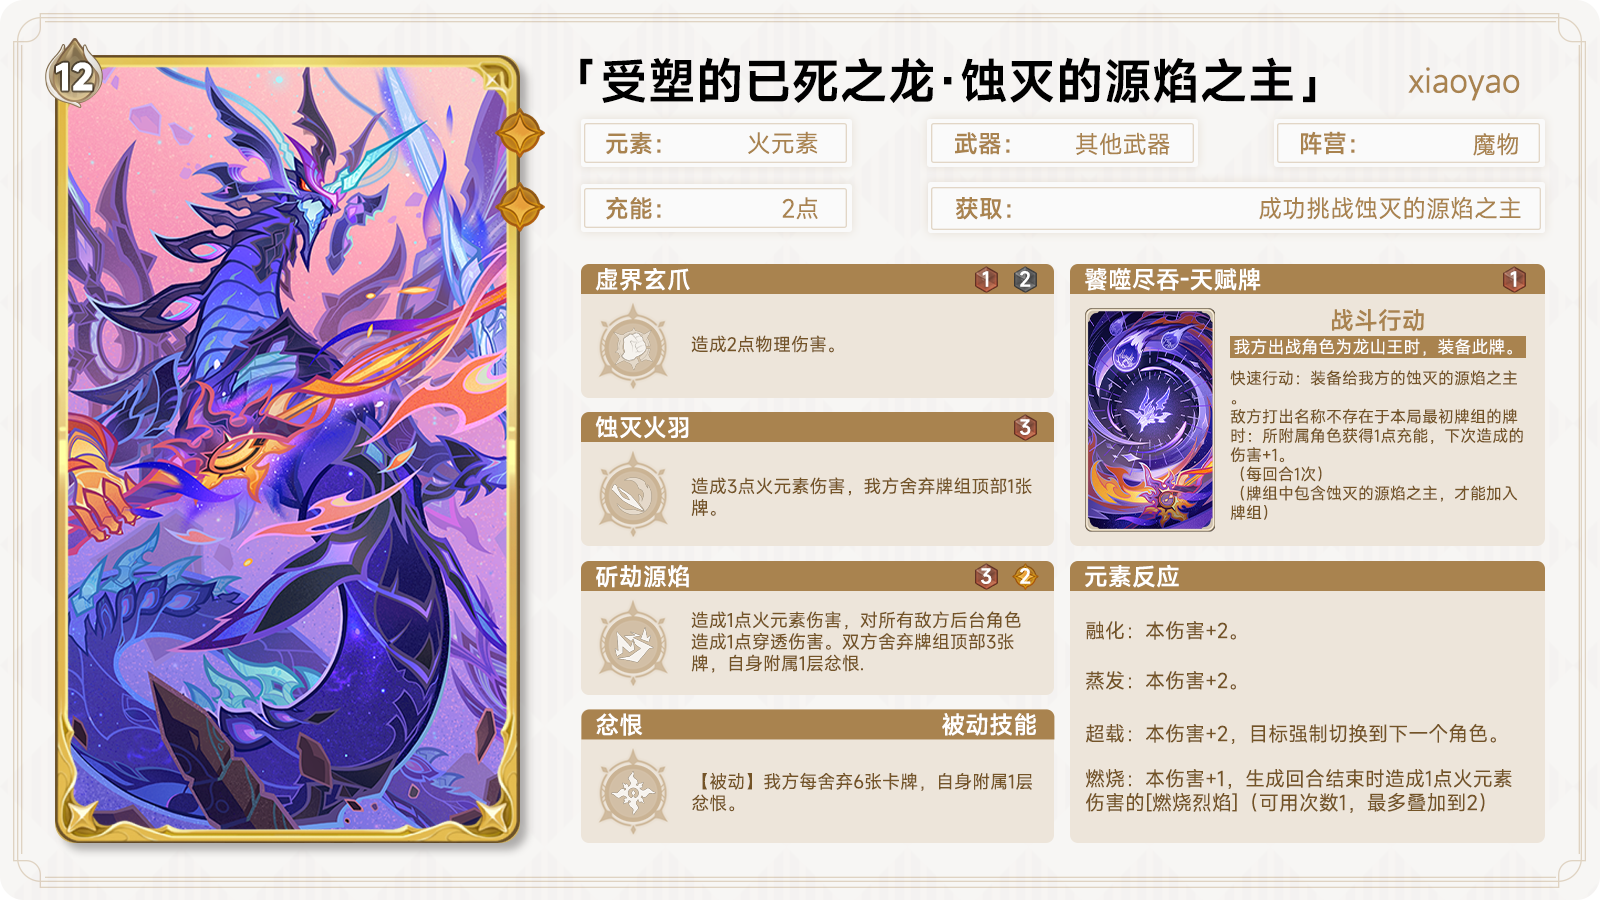 12
「受塑的已死之龙·蚀灭的源焰之主」
xiaoyao
元素： 火元素
武器： 其他武器
阵营： 魔物
充能： 2点
获取： 成功挑战蚀灭的源焰之主
虚界玄爪 1 2
造成2点物理伤害。
蚀灭火羽 3
造成3点火元素伤害，我方舍弃牌组顶部1张
牌。
斫劫源焰 3 2
造成1点火元素伤害，对所有敌方后台角色
造成1点穿透伤害。双方舍弃牌组顶部3张
牌，自身附属1层忿恨.
忿恨 被动技能
【被动】我方每舍弃6张卡牌，自身附属1层
忿恨。
饕噬尽吞-天赋牌 1
战斗行动
我方出战角色为龙山王时，装备此牌。
快速行动：装备给我方的蚀灭的源焰之主
。
敌方打出名称不存在于本局最初牌组的牌
时：所附属角色获得1点充能，下次造成的
伤害+1。
（每回合1次）
（牌组中包含蚀灭的源焰之主，才能加入
牌组）
元素反应
融化：本伤害+2。
蒸发：本伤害+2。
超载：本伤害+2，目标强制切换到下一个角色。
燃烧：本伤害+1，生成回合结束时造成1点火元素
伤害的[燃烧烈焰]（可用次数1，最多叠加到2）